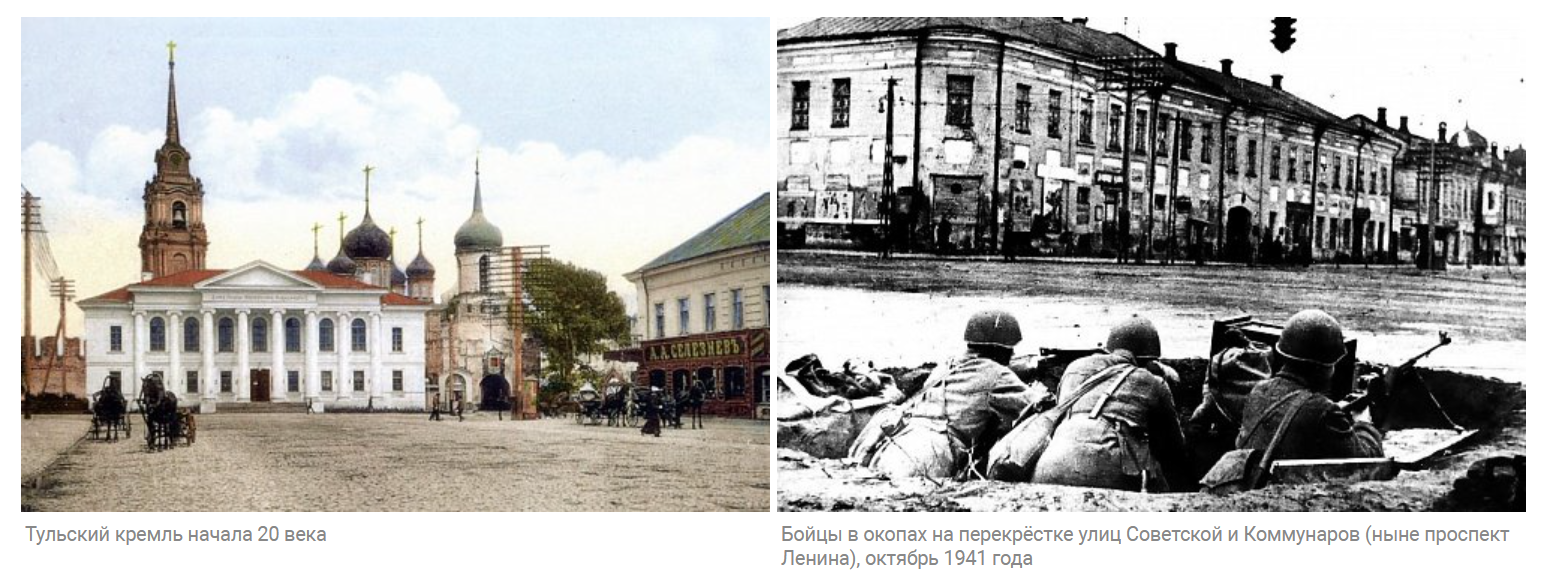 А.А.СЕЛЕЗНЕВЪ
Тульский кремль начала 20 века
Бойцы в окопах на перекрёстке улиц Советской и Коммунаров (ныне проспект
Ленина), октябрь 1941 года